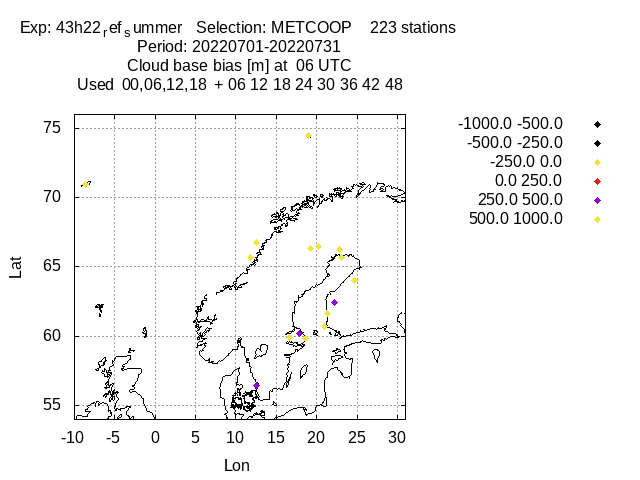 Exp: 43h22ref summer Selection: METCOOP 223 stations
Period: 20220701-20220731
Cloud base bias [m] at 06 UTC
Used 00,06,12,18 + 06 12 18 24 30 36 42 48
75
70
65
60
55
Lat
-10 -5 0 5 10 15 20 25 30
Lon
-1000.0 -500.0
-500.0 -250.0
-250.0 0.0
0.0 250.0
250.0 500.0
500.0 1000.0